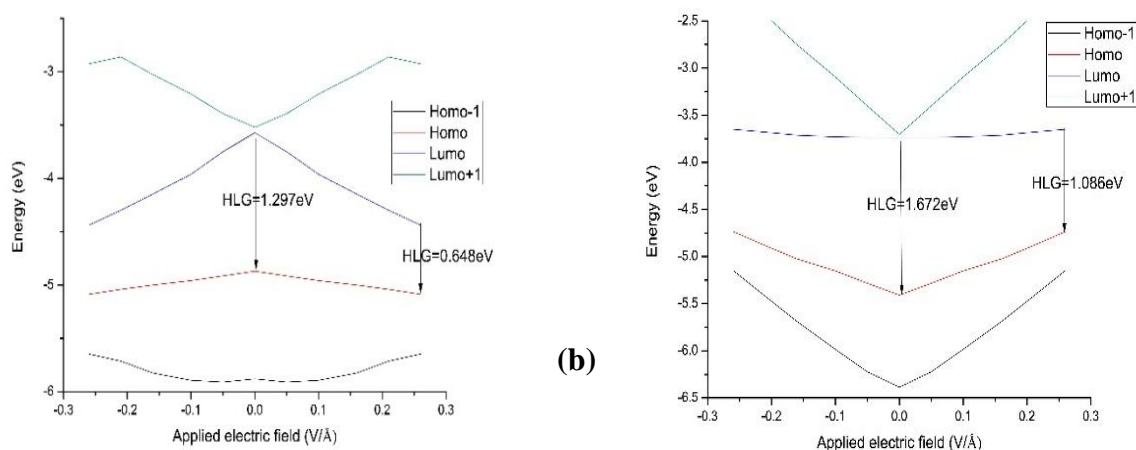 -3
-4
-5
-6
Energy (eV)
Homo-1
Homo
Lumo
Lumo+1
HLG=1.297eV
HLG=0.648eV
-0.3 -0.2 -0.1 0.0 0.1 0.2 0.3
Applied electric field (V/Å)
(b)
-2.5
-3.0
-3.5
-4.0
-4.5
-5.0
-5.5
-6.0
-6.5
Energy (eV)
Homo-1
Homo
Lumo
Lumo+1
HLG=1.086eV
HLG=1.672eV
-0.3 -0.2 -0.1 0.0 0.1 0.2 0.3
Applied electric field (V/Å)